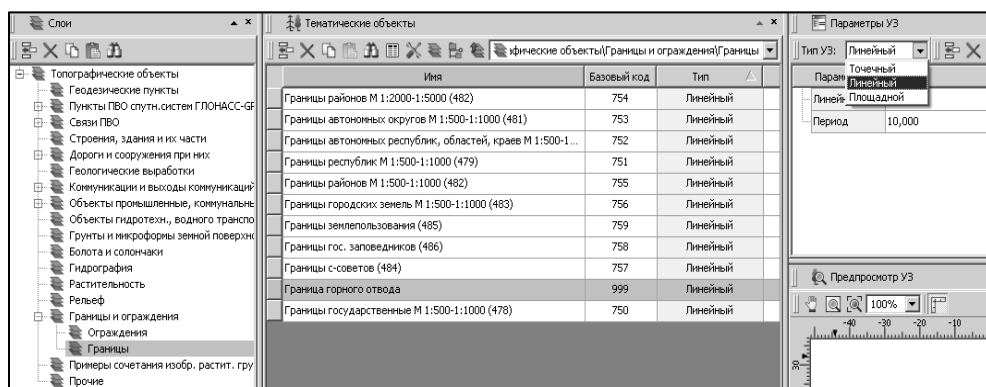 Слои
Топографические объекты
Геодезические пункты
Пункты ПВО спутн.систем ГЛОНАСС-GF
Связи ПВО
Строения, здания и их части
Дороги и сооружения при них
Геологические выработки
Коммуникации и выходы коммуникаций
Объекты промышленные, коммунальны
Объекты гидротехн., водного транспо
Грунты и микроформы земной поверхно
Болота и солончаки
Гидрография
Растительность
Рельеф
Границы и ограждения
Ограждения
Границы
Примеры сочетания изобр. растит. гру
Прочие
Тематические объекты
фические объекты\Границы и ограждения\Границы
Имя Базовый код Тип
Границы районов М 1:2000-1:5000 (482) 754 Линейный
Границы автономных округов М 1:500-1:1000 (481) 753 Линейный
Границы автономных республик, областей, краев М 1:500-1... 752 Линейный
Границы республик М 1:500-1:1000 (479) 751 Линейный
Границы районов М 1:500-1:1000 (482) 755 Линейный
Границы городских земель М 1:500-1:1000 (483) 756 Линейный
Границы землепользования (485) 759 Линейный
Границы гос. заповедников (486) 758 Линейный
Границы с-советов (484) 757 Линейный
Граница горного отвода 999 Линейный
Границы государственные М 1:500-1:1000 (478) 750 Линейный
Параметры УЗ
Тип УЗ: Линейный
Точечный
Линейный
Площадной
Парам
Линей
Период 10,000
Предпросмотр УЗ
100%
-40 -30 -20 -10
30